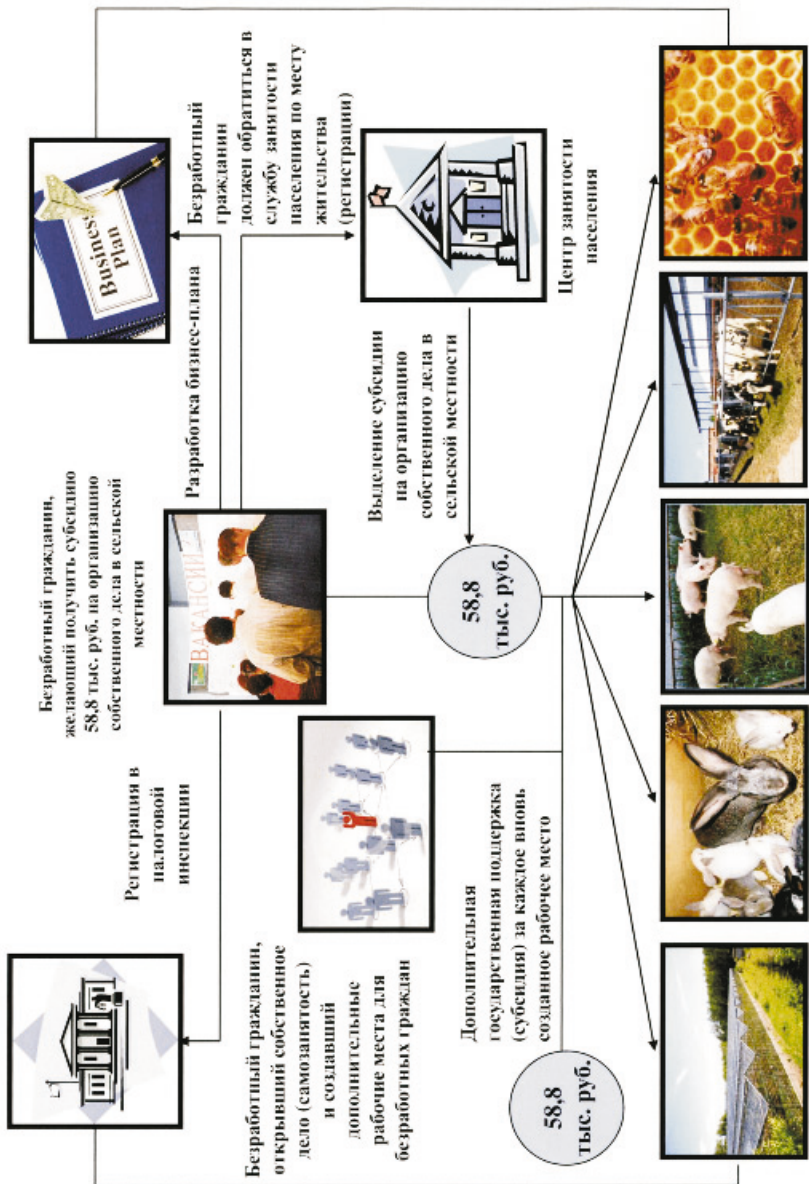 Безработный гражданин,
желающий получить субсидию
58,8 тыс. руб. на организацию
собственного дела в сельской
местности
Регистрация в
налоговой
инспекции
ВАКАНСИИ
Разработка бизнес-плана
Business
Plan
Безработный
гражданин
должен обратиться в
службу занятости
населения по месту
жительства
(регистрации)
Безработный гражданин,
открывший собственное
дело (самозанятость)
и создавший
дополнительные
рабочие места для
безработных граждан
Выделение субсидии
на организацию
собственного дела в
сельской местности
Центр занятости
населения
58,8
тыс. руб.
Дополнительная
государственная поддержка
(субсидия) за каждое вновь
созданное рабочее место
58,8
тыс. руб.